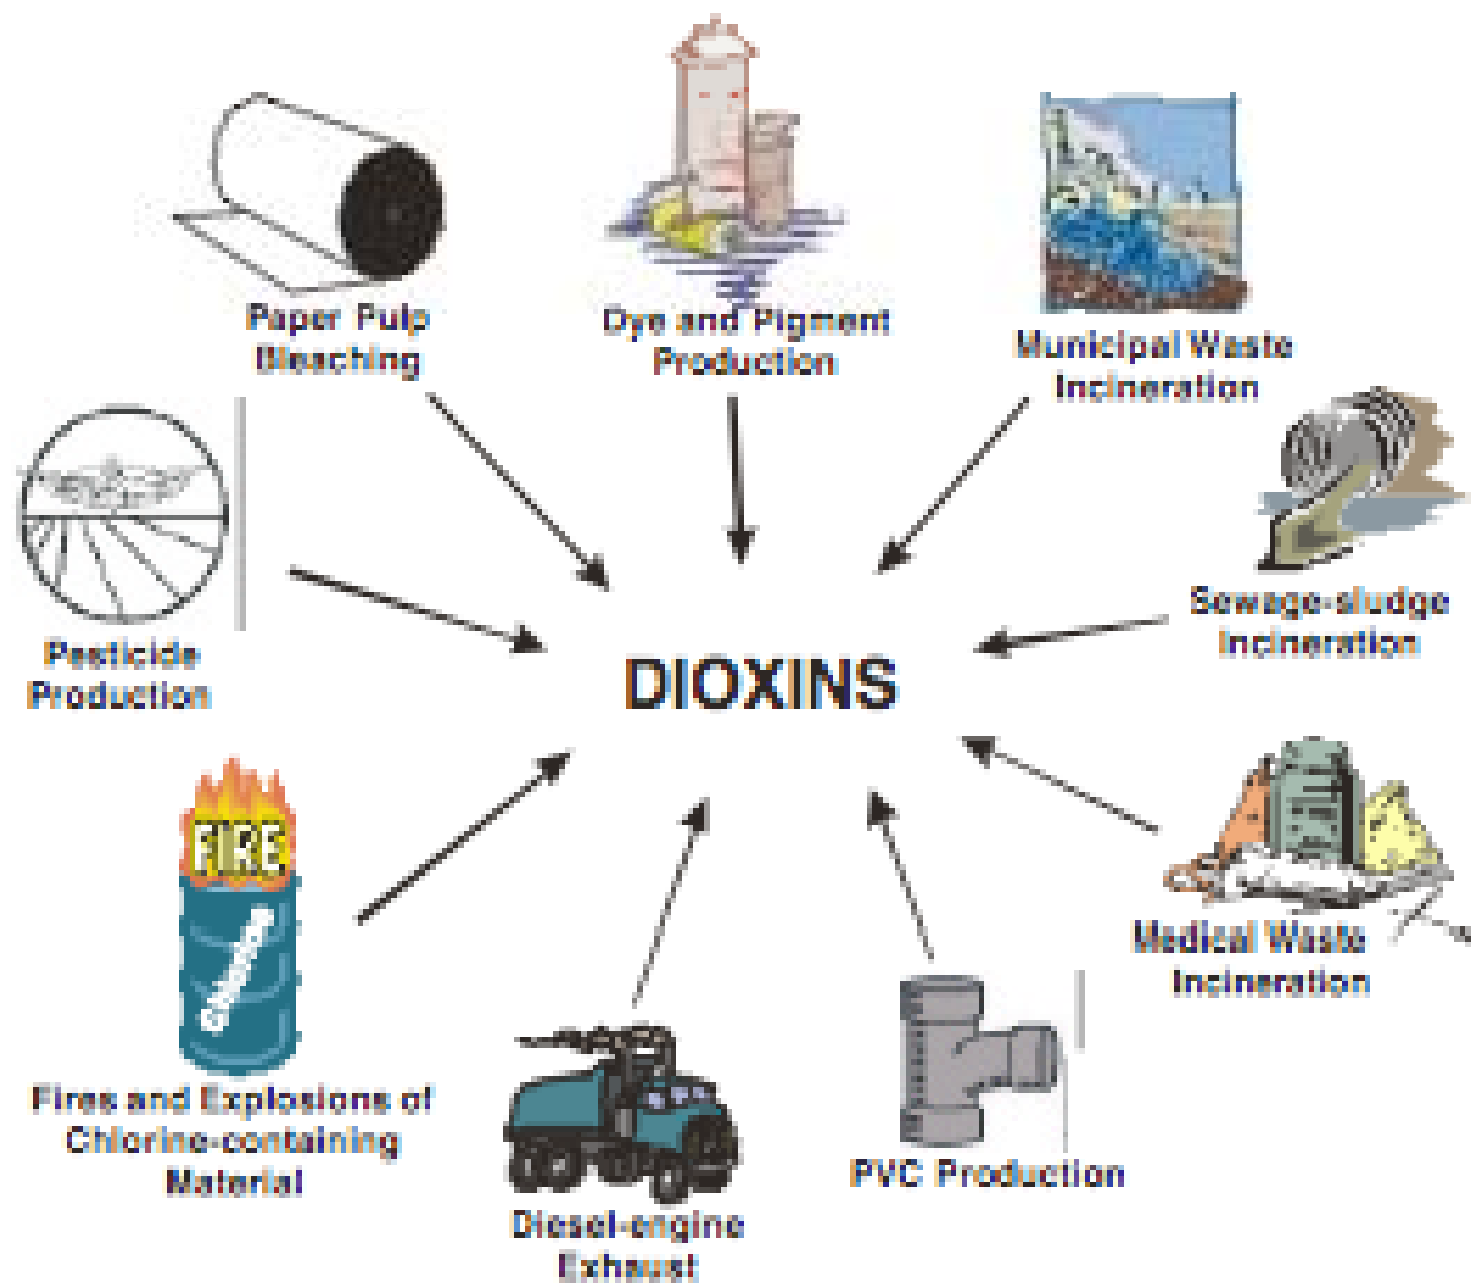 Paper Pulp
Bleaching
Dye and Pigment
Production
Municipal Waste
Incineration
Sewage-sludge
Incineration
Pesticide
Production
DIOXINS
FIRE
Chlorine
Medical Waste
Incineration
Fires and Explosions of
Chlorine-containing
Material
PVC Production
Diesel-engine
Exhaust